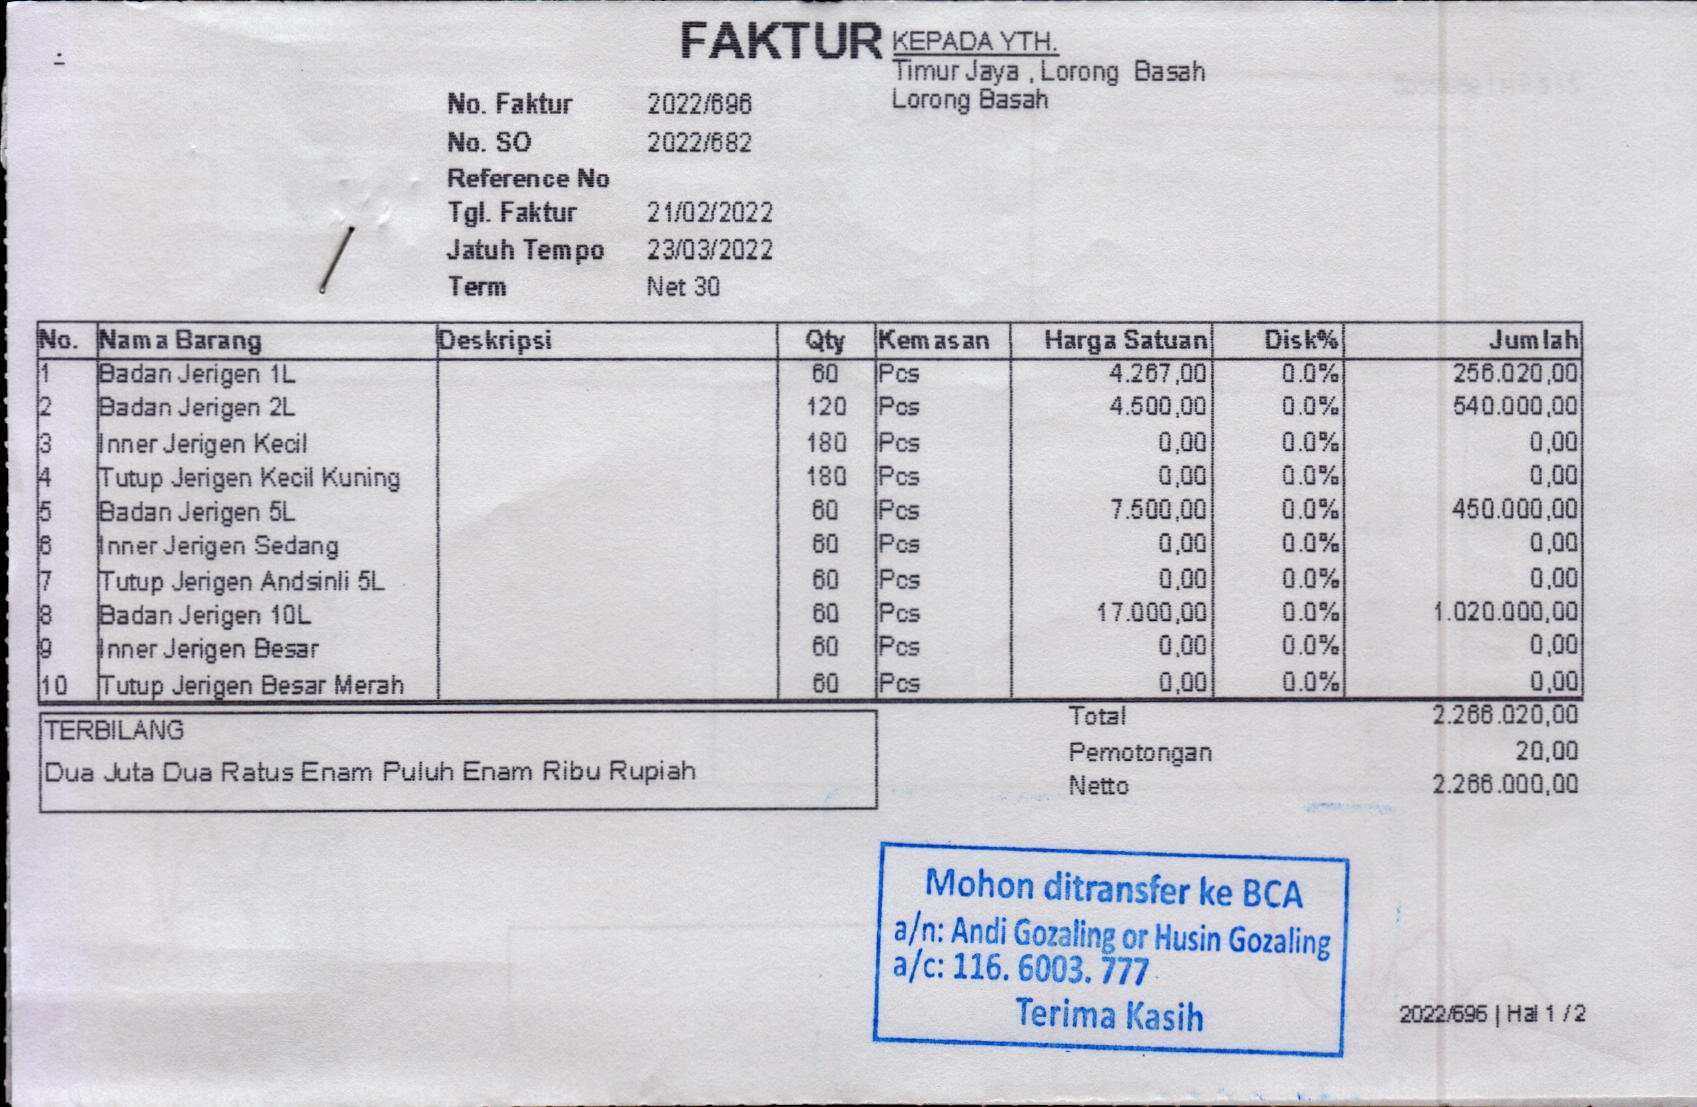 FAKTUR
KEPADA YTH.
Timur Jaya , Lorong Basah
Lorong Basah
No. Faktur 2022/696
No. SO 2022/682
Reference No
Tgl. Faktur 21/02/2022
Jatuh Tempo 23/03/2022
Term Net 30
No. Nama Barang Deskripsi Qty Kemasan Harga Satuan Disk% Jumlah
1 Badan Jerigen 1L 60 Pcs 4.267,00 0.0% 256.020,00
2 Badan Jerigen 2L 120 Pcs 4.500,00 0.0% 540.000,00
3 Inner Jerigen Kecil 180 Pcs 0,00 0.0% 0,00
4 Tutup Jerigen Kecil Kuning 180 Pcs 0,00 0.0% 0,00
5 Badan Jerigen 5L 60 Pcs 7.500,00 0.0% 450.000,00
6 Inner Jerigen Sedang 60 Pcs 0,00 0.0% 0,00
7 Tutup Jerigen Andsinli 5L 60 Pcs 0,00 0.0% 0,00
8 Badan Jerigen 10L 60 Pcs 17.000,00 0.0% 1.020.000,00
9 Inner Jerigen Besar 60 Pcs 0,00 0.0% 0,00
10 Tutup Jerigen Besar Merah 60 Pcs 0,00 0.0% 0,00
TERBILANG
Dua Juta Dua Ratus Enam Puluh Enam Ribu Rupiah
Total 2.266.020,00
Pemotongan 20,00
Netto 2.266.000,00
Mohon ditransfer ke BCA
a/n: Andi Gozaling or Husin Gozaling
a/c: 116. 6003. 777
Terima Kasih
2022/696 | Hal 1 / 2